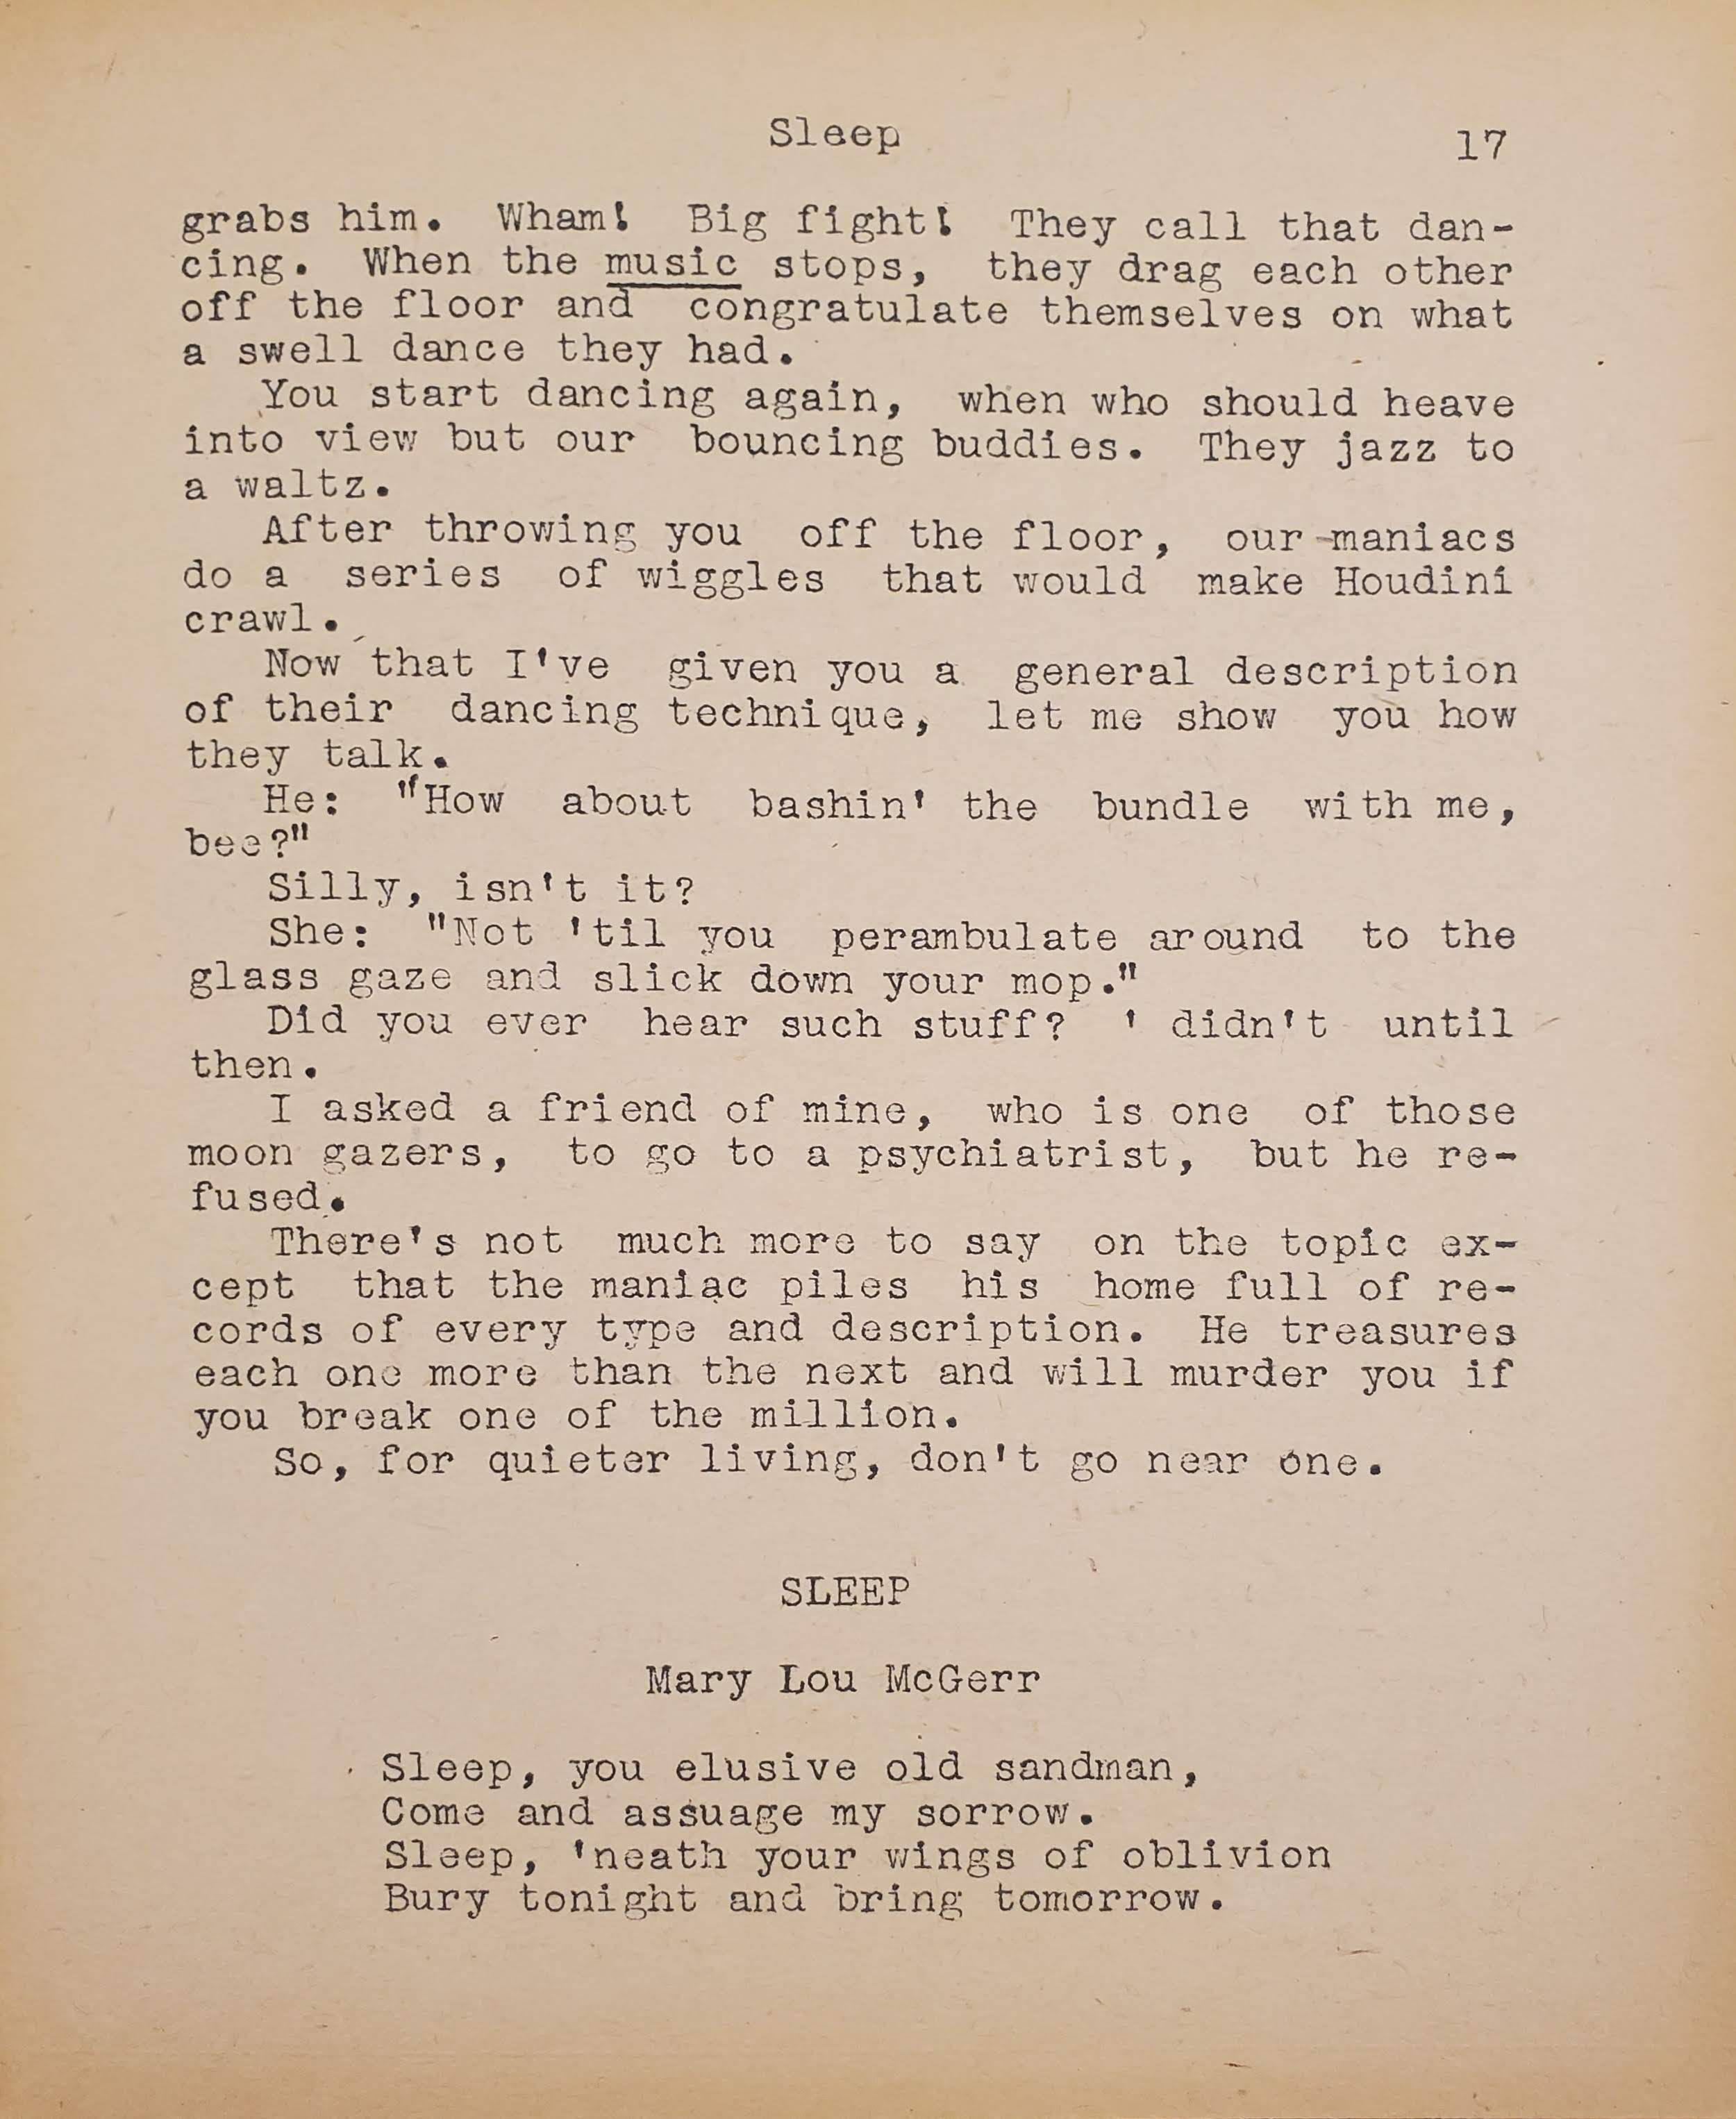 Sleep 17
grabs him. Wham! Big fight! They call that dan-
cing. When the music stops, they drag each other
off the floor and congratulate themselves on what
a swell dance they had.
You start dancing again, when who should heave
into view but our bouncing buddies. They jazz to
a waltz.
After throwing you off the floor, our maniacs
do a series of wiggles that would make Houdini
crawl.
Now that I've given you a general description
of their dancing technique, let me show you how
they talk.
He: "How about bashin' the bundle with me,
bee?"
Silly, isn't it?
She: "Not 'til you perambulate around to the
glass gaze and slick down your mop."
Did you ever hear such stuff? ' didn't until
then.
I asked a friend of mine, who is one of those
moon gazers, to go to a psychiatrist, but he re-
fused.
There's not much more to say on the topic ex-
cept that the maniac piles his home full of re-
cords of every type and description. He treasures
each one more than the next and will murder you if
you break one of the million.
So, for quieter living, don't go near one.
SLEEP
Mary Lou McGerr
Sleep, you elusive old sandman,
Come and assuage my sorrow.
Sleep, 'neath your wings of oblivion
Bury tonight and bring tomorrow.